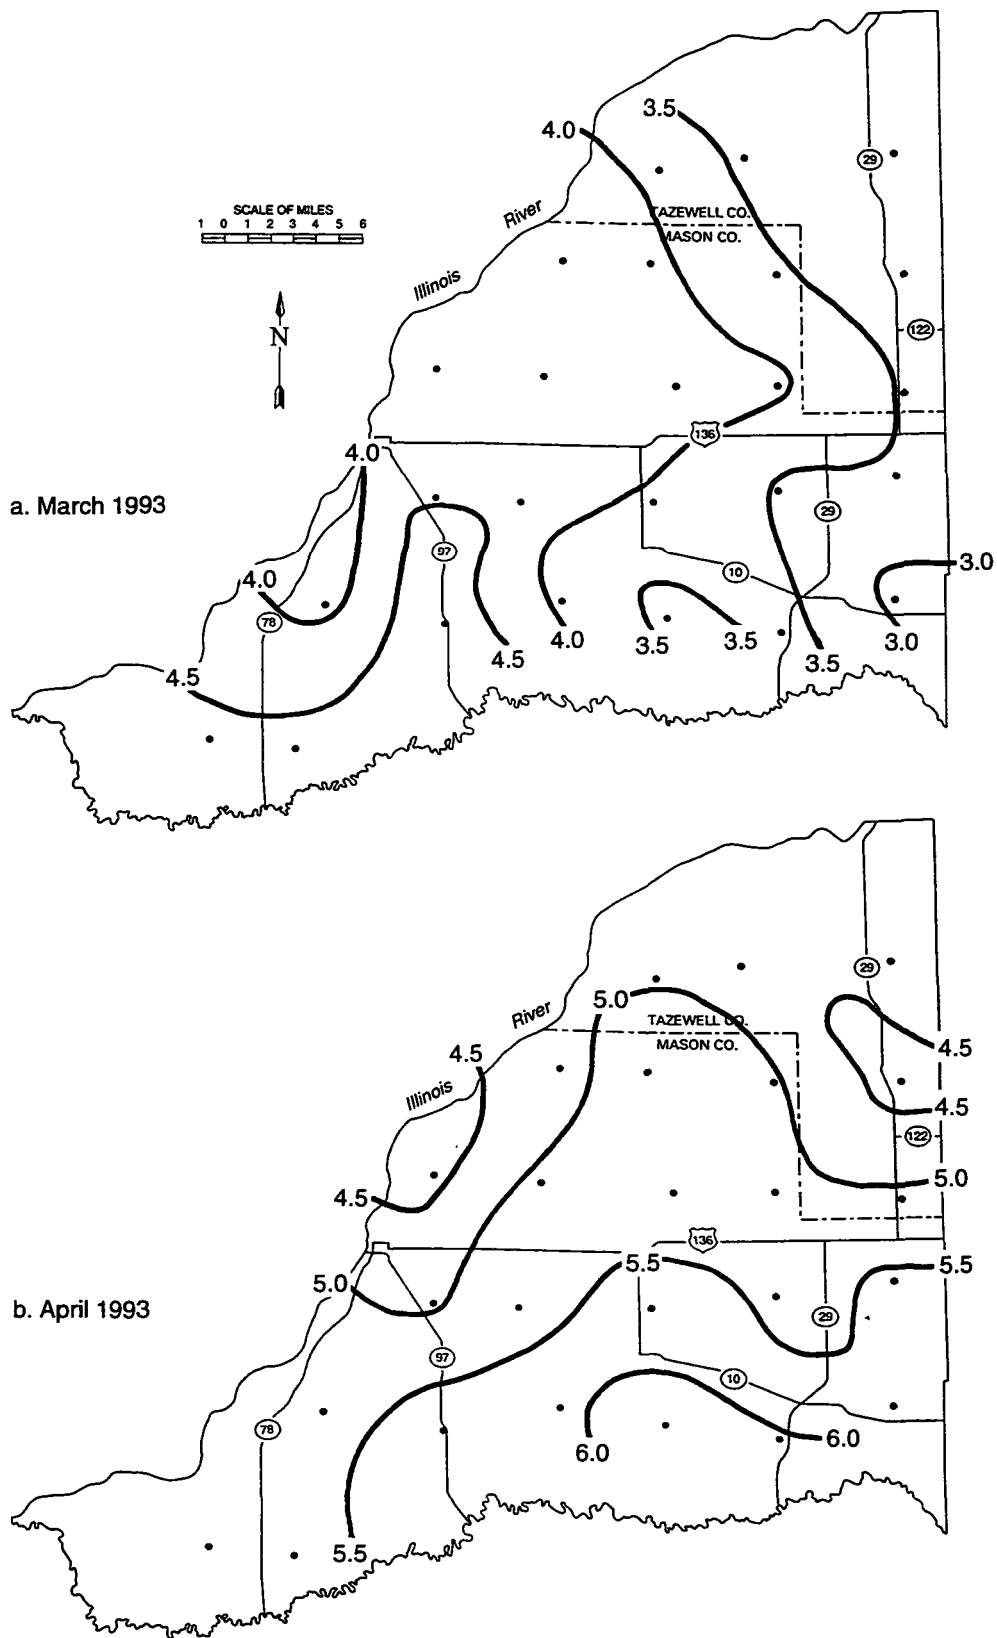 3.5
4.0
29
SCALE OF MILES
1 0 1 2 3 4 5 6
River
TAZEWELL CO.
MASON CO.
Illinois
N
122
136
4.0
a. March 1993
29
97
4.0
10
3.0
78
4.0
3.5
3.5
3.0
4.5
3.5
4.5
29
5.0
River
TAZEWELL CO.
MASON CO.
4.5
4.5
Illinois
4.5
122
5.0
4.5
136
5.5
5.5
5.0
b. April 1993
29
97
10
78
6.0
6.0
5.5